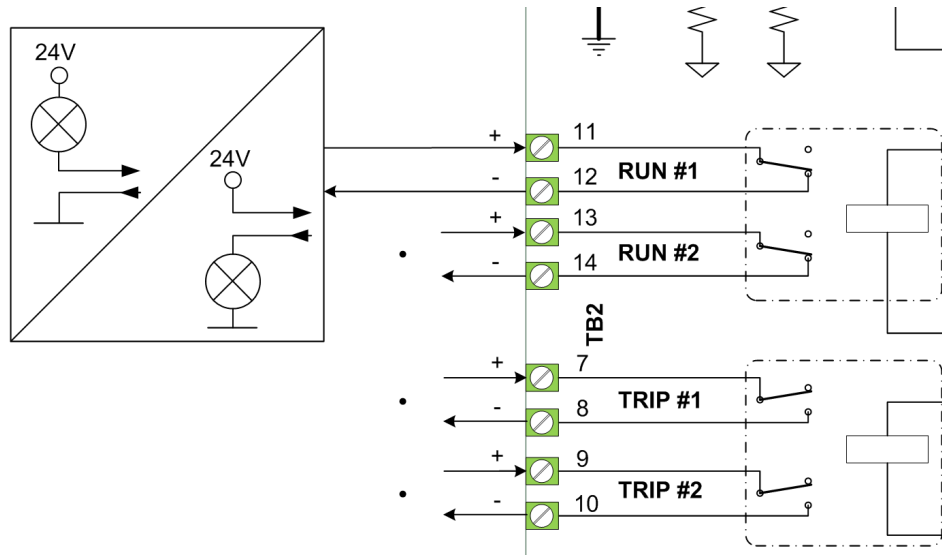 24V
24V
+ 11
RUN #1
- 12
+ 13
RUN #2
- 14
TB2
+ 7
TRIP #1
- 8
+ 9
TRIP #2
- 10